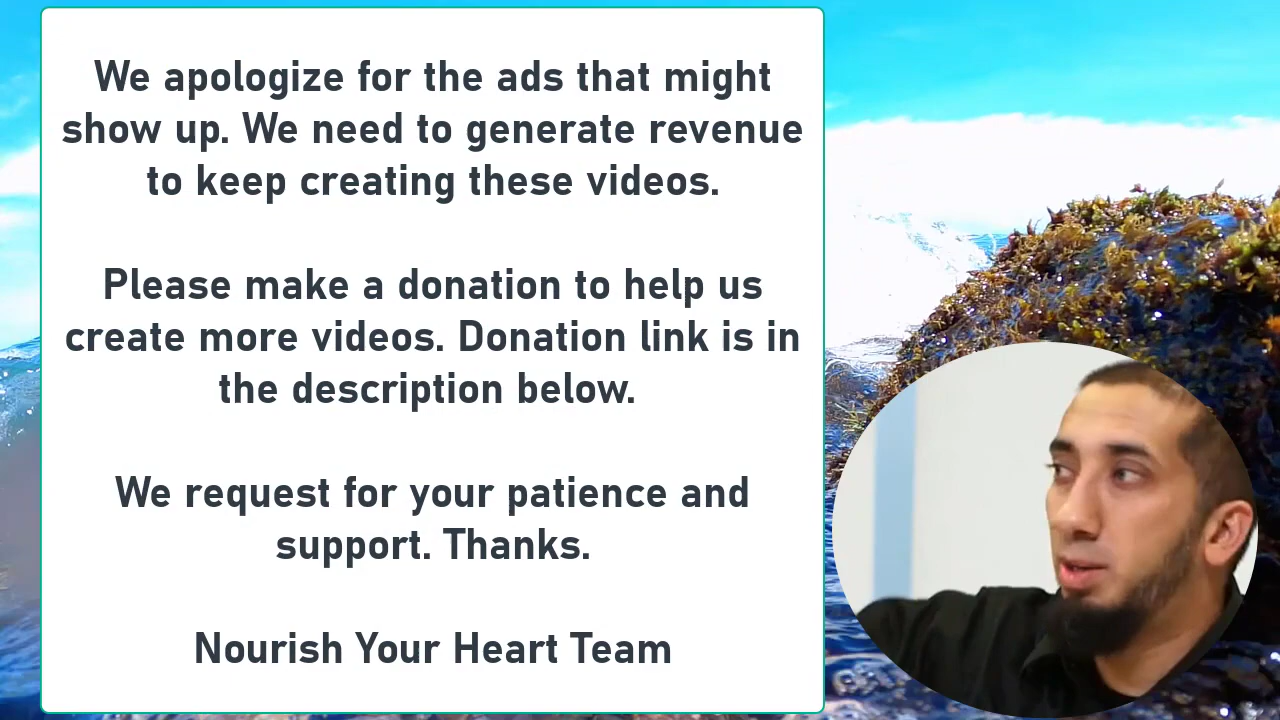 We apologize for the ads that might
show up. We need to generate revenue
to keep creating these videos.
Please make a donation to help us
create more videos. Donation link is in
the description below.
We request for your patience and
support. Thanks.
Nourish Your Heart Team